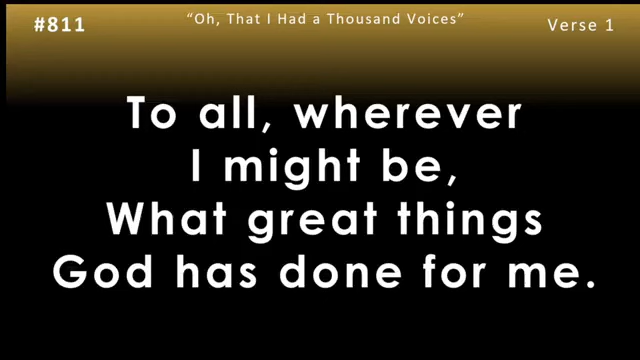 #811 "Oh, That I Had a Thousand Voices" Verse 1
To all, wherever
I might be,
What great things
God has done for me.